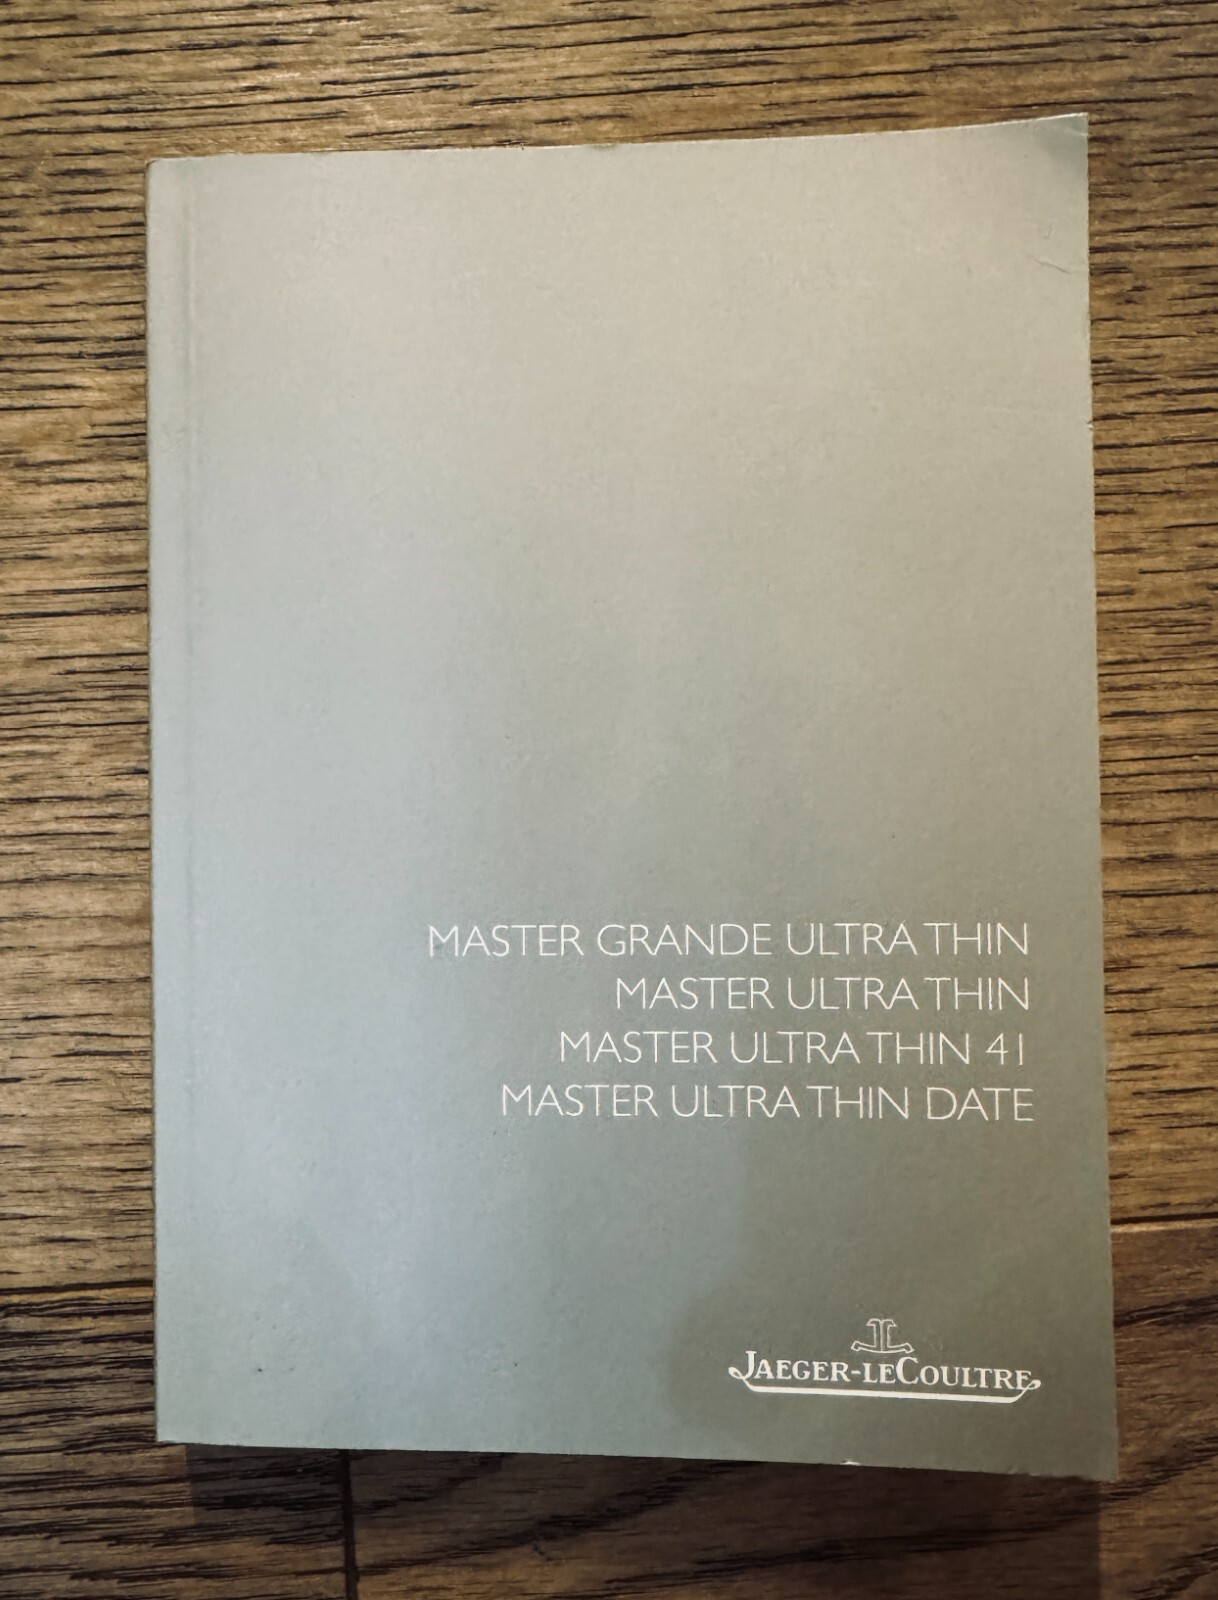 MASTER GRANDE ULTRA THIN
MASTER ULTRA THIN
MASTER ULTRA THIN 41
MASTER ULTRA THIN DATE
JAEGER-LECOULTRE